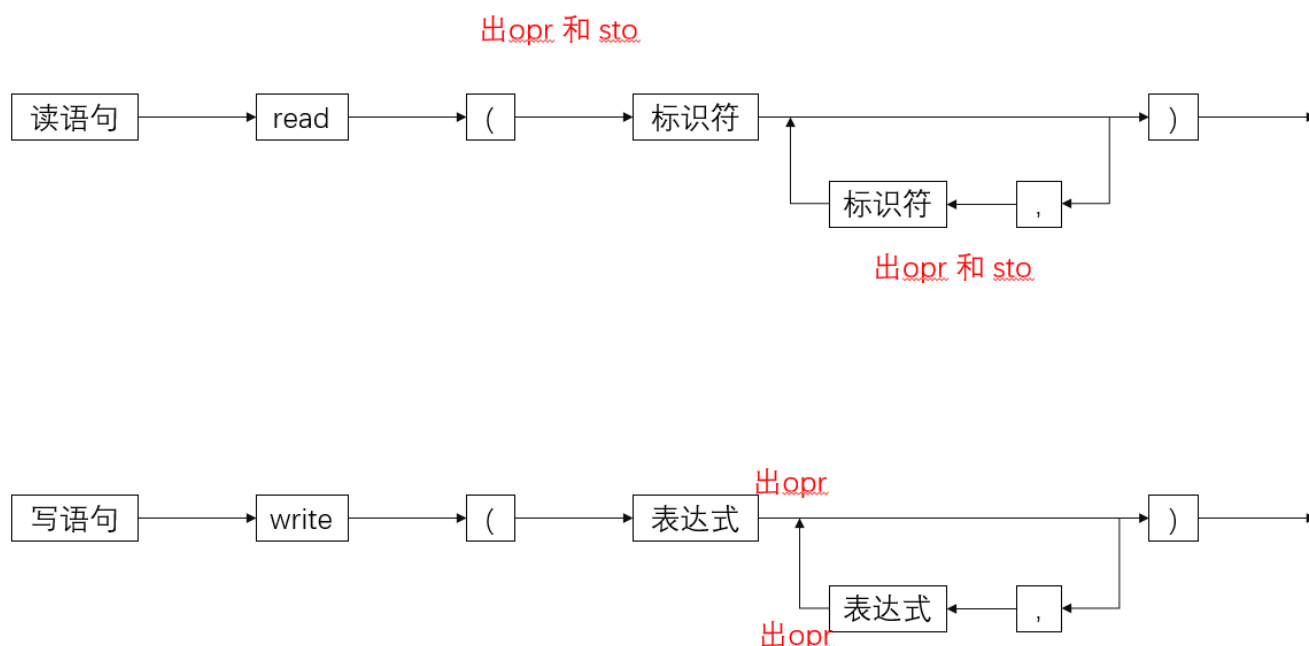 出opr 和 sto
读语句 read ( 标识符 )
标识符 ,
出opr 和 sto
出opr
写语句 write ( 表达式 )
表达式 ,
出opr